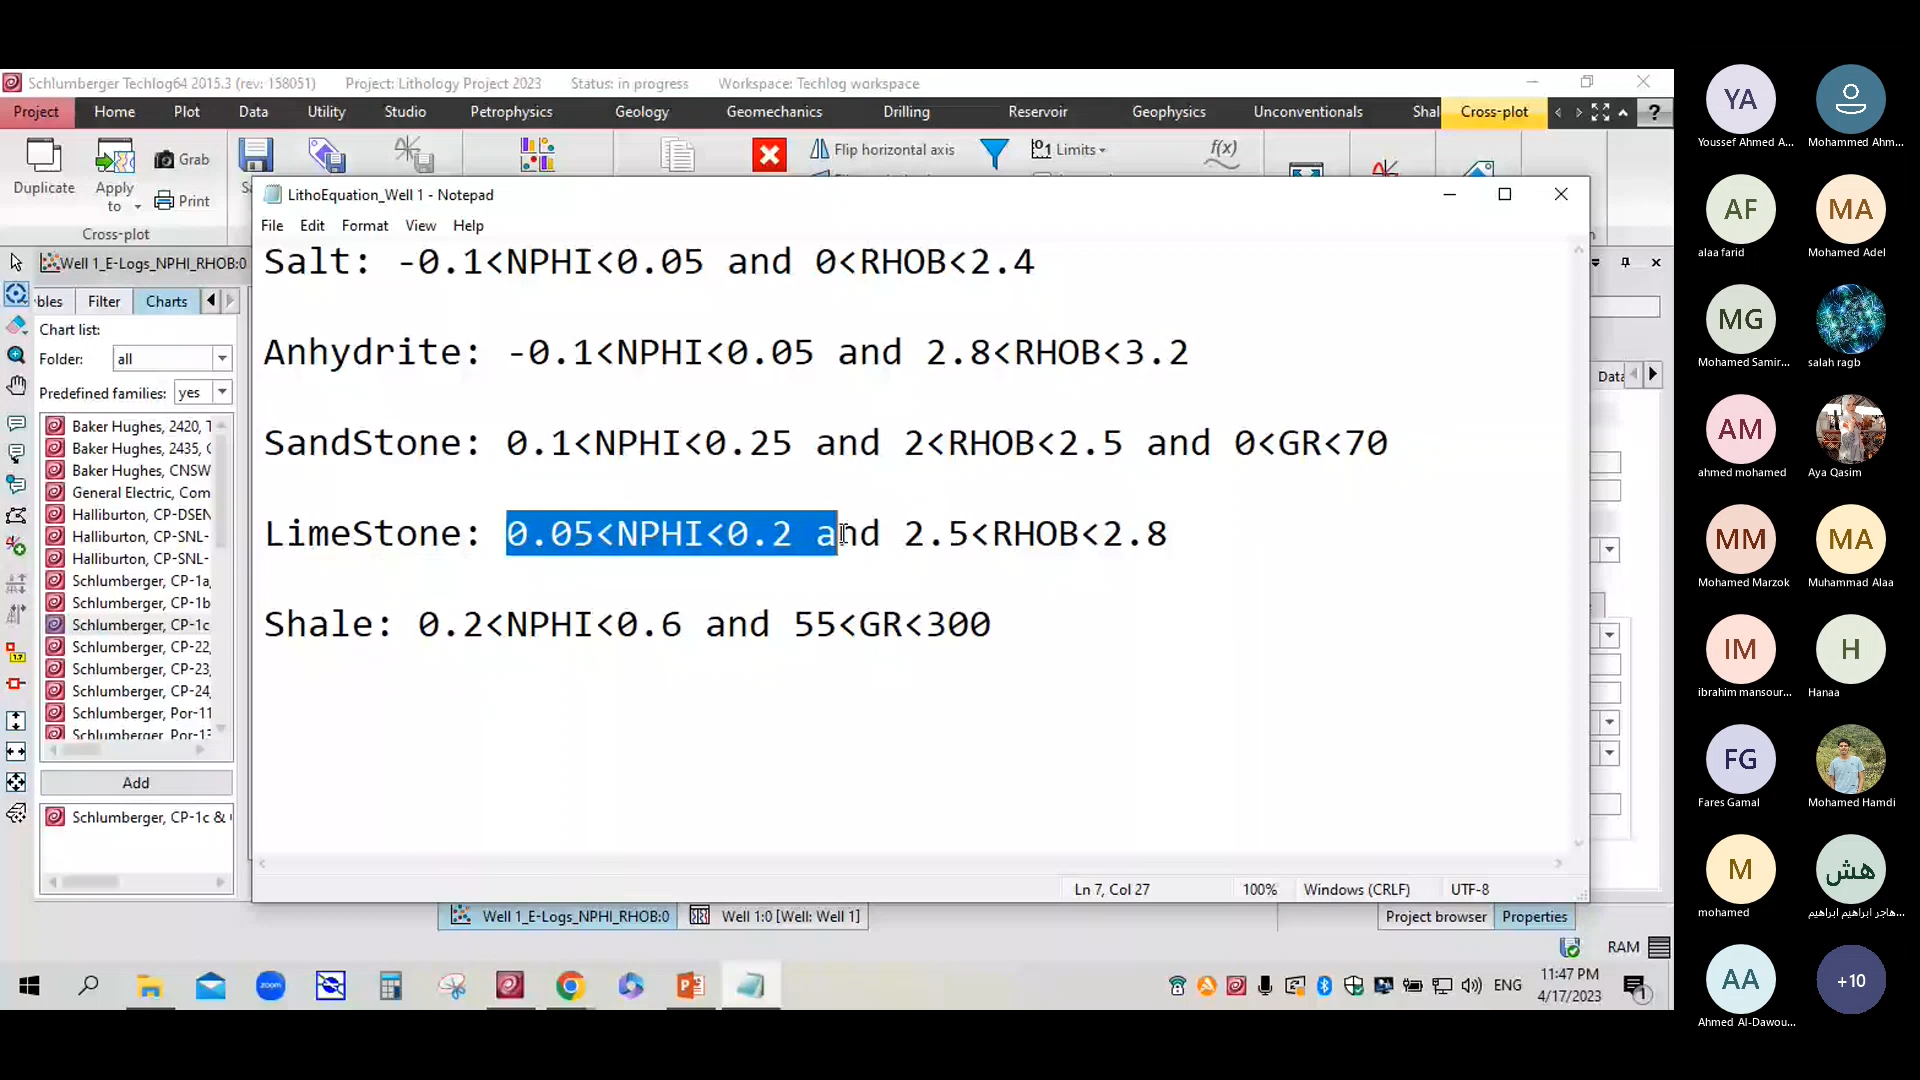 Schlumberger Techlog64 2015.3 (rev: 158051) Project: Lithology Project 2023 Status: in progress Workspace: Techlog workspace
Project Home Plot Data Utility Studio Petrophysics Geology Geomechanics Drilling Reservoir Geophysics Unconventionals Shal Cross-plot
Duplicate
Apply to
Grab
Print
Cross-plot
Flip horizontal axis
Limits
f(x)
Well 1_E-Logs_NPHI_RHOB:0
bles Filter Charts
Chart list:
Folder: all
Predefined families: yes
Baker Hughes, 2420, T
Baker Hughes, 2435, C
Baker Hughes, CNSW
General Electric, Com
Halliburton, CP-DSEN
Halliburton, CP-SNL-
Halliburton, CP-SNL-
Schlumberger, CP-1a,
Schlumberger, CP-1b
Schlumberger, CP-1c
Schlumberger, CP-22,
Schlumberger, CP-23,
Schlumberger, CP-24,
Schlumberger, Por-11
Schlumberger, Por-13
Add
Schlumberger, CP-1c &
LithoEquation_Well 1 - Notepad
File Edit Format View Help
Salt: -0.1<NPHI<0.05 and 0<RHOB<2.4
Anhydrite: -0.1<NPHI<0.05 and 2.8<RHOB<3.2
SandStone: 0.1<NPHI<0.25 and 2<RHOB<2.5 and 0<GR<70
LimeStone: 0.05<NPHI<0.2 and 2.5<RHOB<2.8
Shale: 0.2<NPHI<0.6 and 55<GR<300
Ln 7, Col 27 100% Windows (CRLF) UTF-8
Data
Well 1_E-Logs_NPHI_RHOB:0 Well 1:0 [Well: Well 1]
Project browser Properties
RAM
zoom
ENG
11:47 PM
4/17/2023
1
YA
Youssef Ahmed A...
Mohammed Ahm...
AF
alaa farid
MA
Mohamed Adel
MG
Mohamed Samir...
salah ragb
AM
ahmed mohamed
Aya Qasim
MM
Mohamed Marzok
MA
Muhammad Alaa
IM
ibrahim mansour...
H
Hanaa
FG
Fares Gamal
Mohamed Hamdi
M
mohamed
هش
هاجر ابراهيم ابراهيم...
AA
Ahmed Al-Dawou...
+10